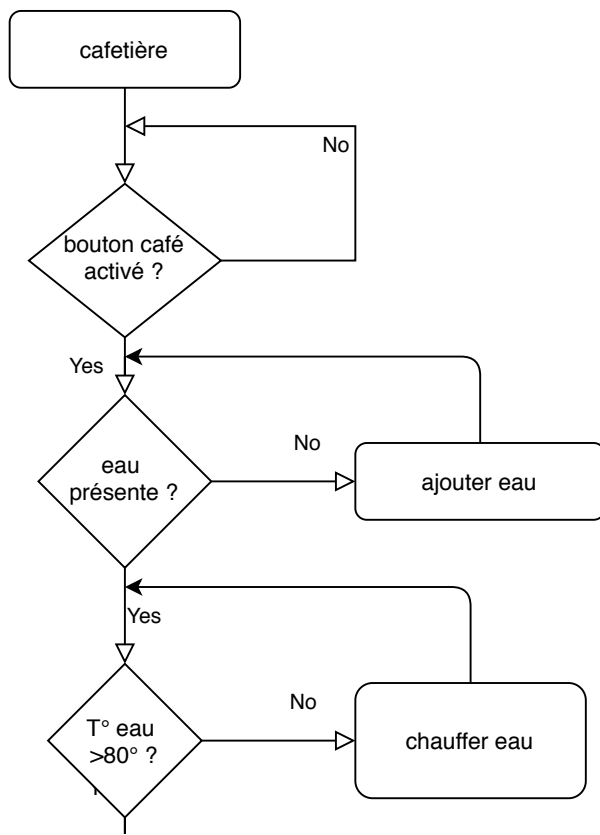 cafetière
No
bouton café
activé ?
Yes
eau
présente ?
No
ajouter eau
Yes
T° eau
>80° ?
No
chauffer eau